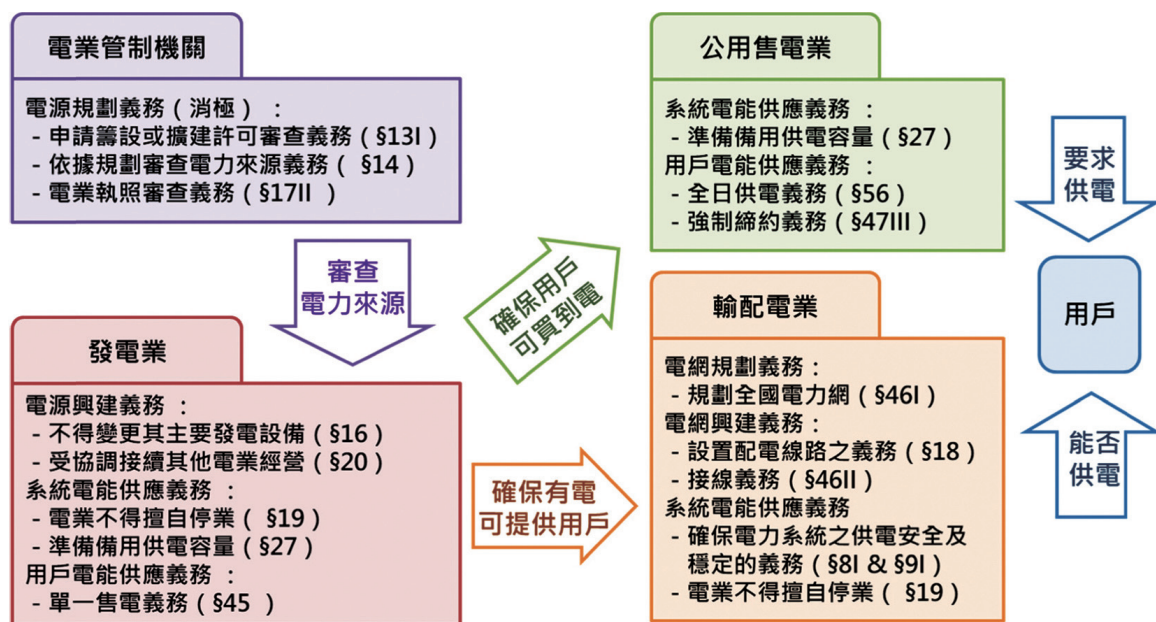 電業管制機關
電源規劃義務(消極):
- 申請籌設或擴建許可審查義務(§13I)
- 依據規劃審查電力來源義務( §14)
- 電業執照審查義務(§17II )
審查
電力來源
發電業
電源興建義務 :
- 不得變更其主要發電設備(§16)
- 受協調接續其他電業經營(§20)
系統電能供應義務:
- 電業不得擅自停業( §19)
- 準備備用供電容量(§27)
用戶電能供應義務:
- 單一售電義務(§45 )
確保用戶
可買到電
確保有電
可提供用戶
公用售電業
系統電能供應義務:
- 準備備用供電容量(§27)
用戶電能供應義務:
- 全日供電義務(§56)
- 強制締約義務(§47III)
輸配電業
電網規劃義務:
- 規劃全國電力網(§46I)
電網興建義務:
- 設置配電線路之義務(§18)
- 接線義務(§46II)
系統電能供應義務
- 確保電力系統之供電安全及
穩定的義務(§8I & §9I)
- 電業不得擅自停業( §19)
要求
供電
用戶
能否
供電